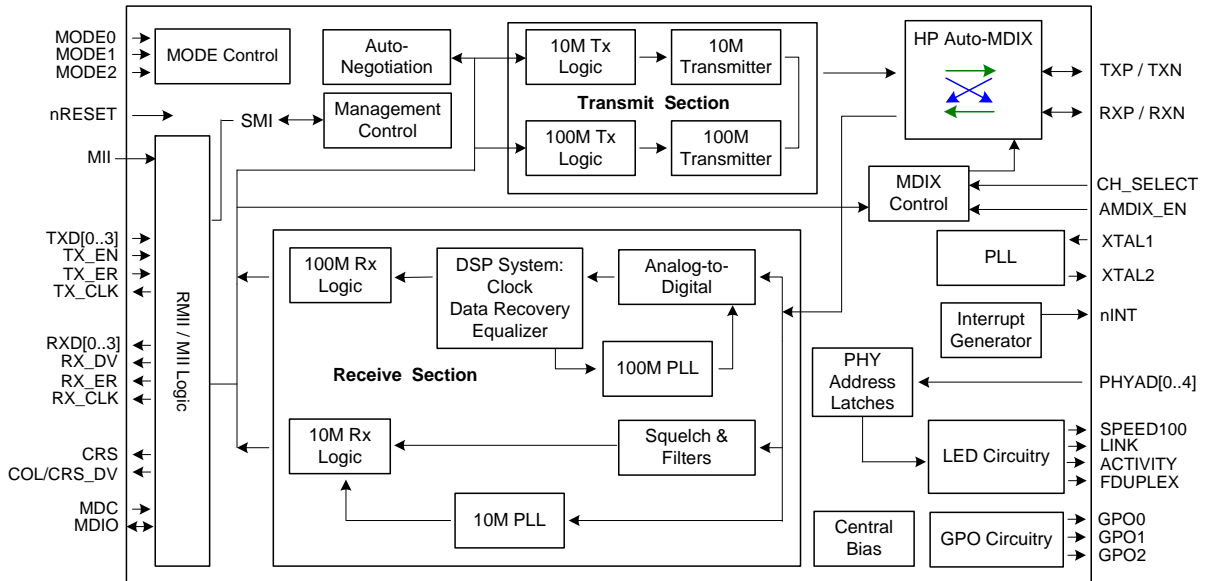 MODE0
MODE1
MODE2
nRESET
MII
TXD[0..3]
TX_EN
TX_ER
TX_CLK
RXD[0..3]
RX_DV
RX_ER
RX_CLK
CRS
COL/CRS_DV
MDC
MDIO
MODE Control
RMII / MII Logic
SMI
Auto-
Negotiation
Management
Control
10M Tx
Logic
10M
Transmitter
Transmit Section
100M Tx
Logic
100M
Transmitter
100M Rx
Logic
DSP System:
Clock
Data Recovery
Equalizer
Analog-to-
Digital
100M PLL
Receive Section
10M Rx
Logic
Squelch &
Filters
10M PLL
HP Auto-MDIX
MDIX
Control
PLL
Interrupt
Generator
PHY
Address
Latches
LED Circuitry
Central
Bias
GPO Circuitry
TXP / TXN
RXP / RXN
CH_SELECT
AMDIX_EN
XTAL1
XTAL2
nINT
PHYAD[0..4]
SPEED100
LINK
ACTIVITY
FDUPLEX
GPO0
GPO1
GPO2